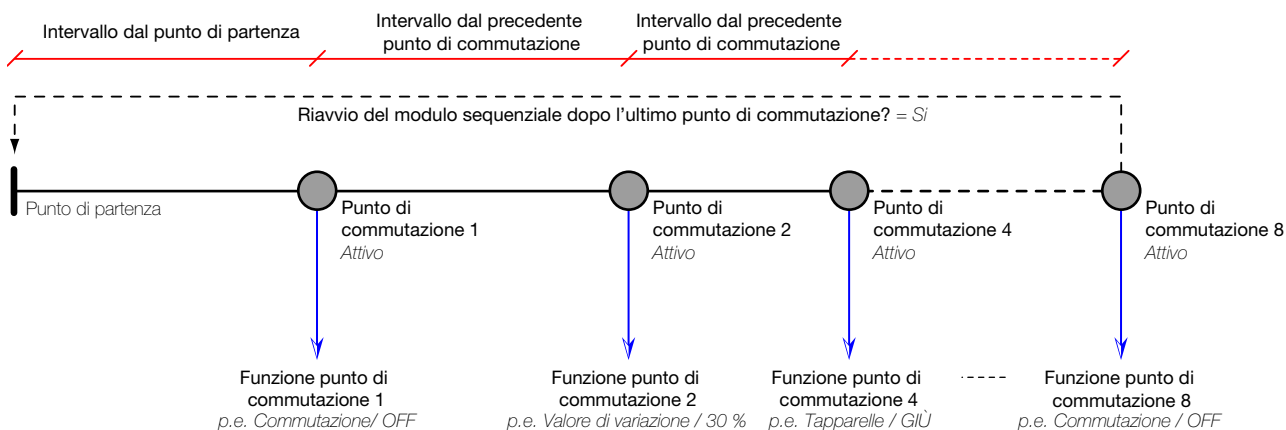 Intervallo dal punto di partenza
Intervallo dal precedente
punto di commutazione
Intervallo dal precedente
punto di commutazione
Riavvio del modulo sequenziale dopo l'ultimo punto di commutazione? = Si
Punto di partenza
Punto di
commutazione 1
Attivo
Punto di
commutazione 2
Attivo
Punto di
commutazione 4
Attivo
Punto di
commutazione 8
Attivo
Funzione punto di
commutazione 1
p.e. Commutazione/ OFF
Funzione punto di
commutazione 2
p.e. Valore di variazione / 30 %
Funzione punto di
commutazione 4
p.e. Tapparelle / GIÙ
Funzione punto di
commutazione 8
p.e. Commutazione / OFF